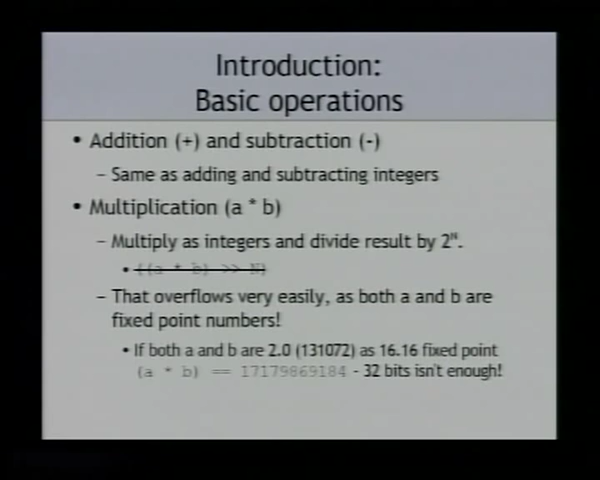 Introduction:
Basic operations
• Addition (+) and subtraction (-)
– Same as adding and subtracting integers
• Multiplication (a * b)
– Multiply as integers and divide result by 2ᴺ.
• ((a * b) >> N)
– That overflows very easily, as both a and b are
fixed point numbers!
• If both a and b are 2.0 (131072) as 16.16 fixed point
(a * b) == 17179869184 - 32 bits isn't enough!